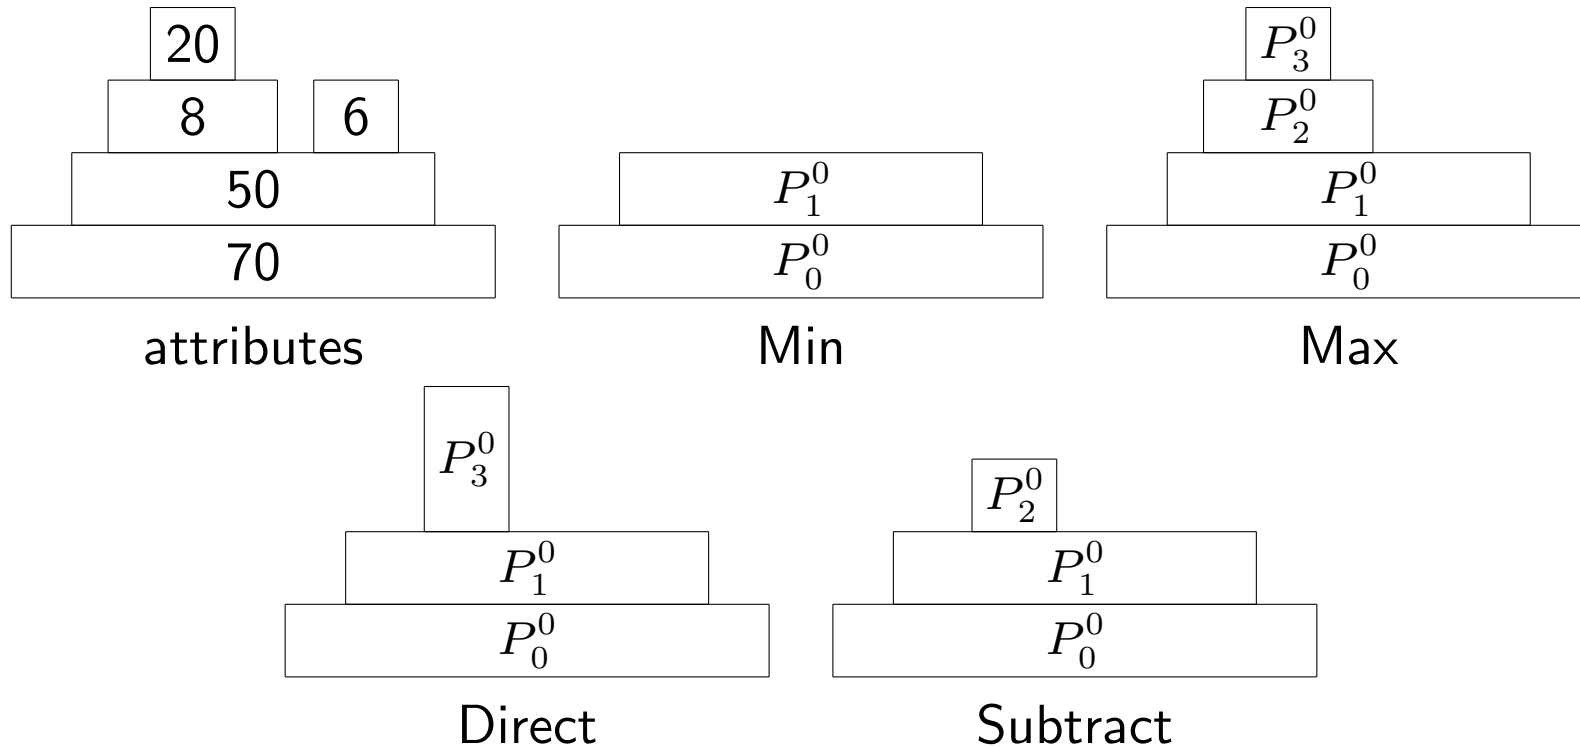 20
8 6
50
70
attributes
P_1^0
P_0^0
Min
P_3^0
P_2^0
P_1^0
P_0^0
Max
P_3^0
P_1^0
P_0^0
Direct
P_2^0
P_1^0
P_0^0
Subtract